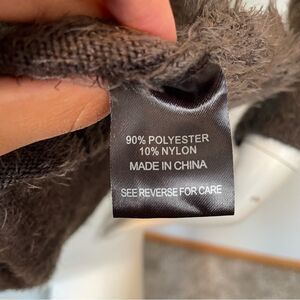 90% POLYESTER
10% NYLON
MADE IN CHINA
SEE REVERSE FOR CARE